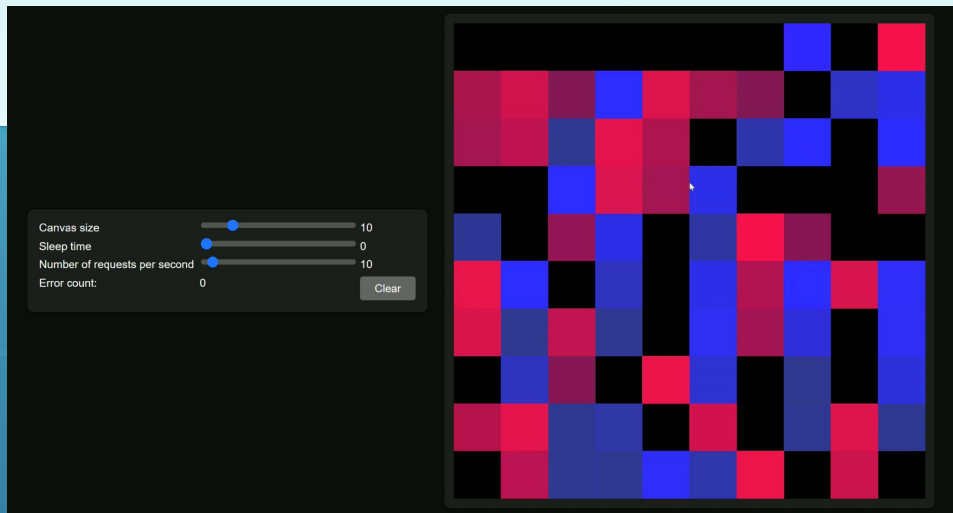 Canvas size 10
Sleep time 0
Number of requests per second 10
Error count: 0
Clear